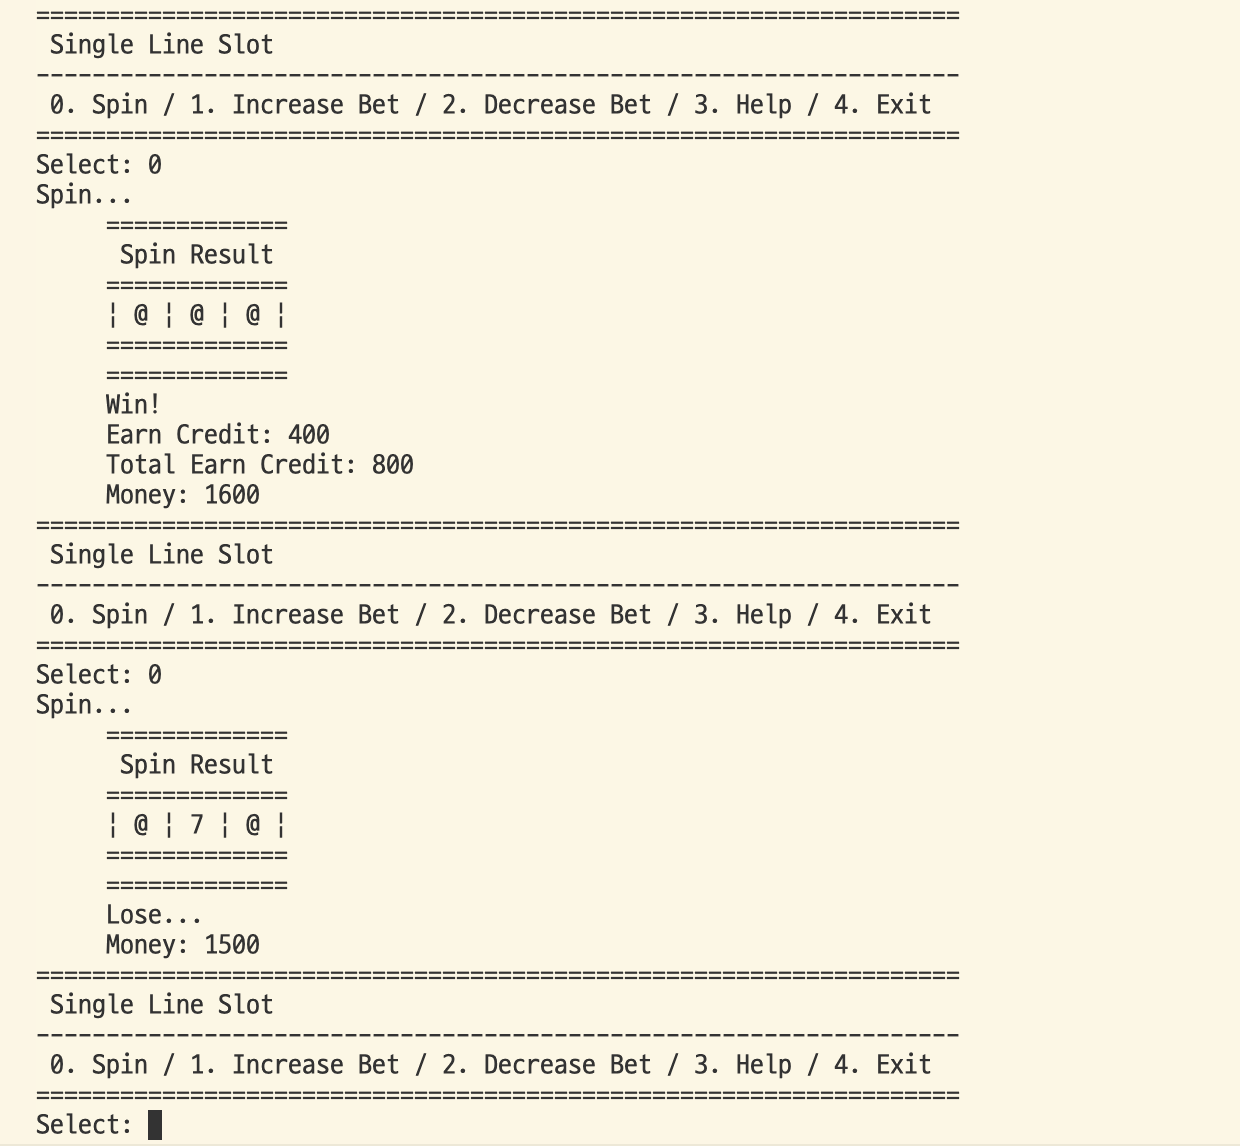 ==================================================================
 Single Line Slot
------------------------------------------------------------------
 0. Spin / 1. Increase Bet / 2. Decrease Bet / 3. Help / 4. Exit
==================================================================
Select: 0
Spin...
     =============
      Spin Result
     =============
     ¦ @ ¦ @ ¦ @ ¦
     =============
     =============
     Win!
     Earn Credit: 400
     Total Earn Credit: 800
     Money: 1600
==================================================================
 Single Line Slot
------------------------------------------------------------------
 0. Spin / 1. Increase Bet / 2. Decrease Bet / 3. Help / 4. Exit
==================================================================
Select: 0
Spin...
     =============
      Spin Result
     =============
     ¦ @ ¦ 7 ¦ @ ¦
     =============
     =============
     Lose...
     Money: 1500
==================================================================
 Single Line Slot
------------------------------------------------------------------
 0. Spin / 1. Increase Bet / 2. Decrease Bet / 3. Help / 4. Exit
==================================================================
Select: